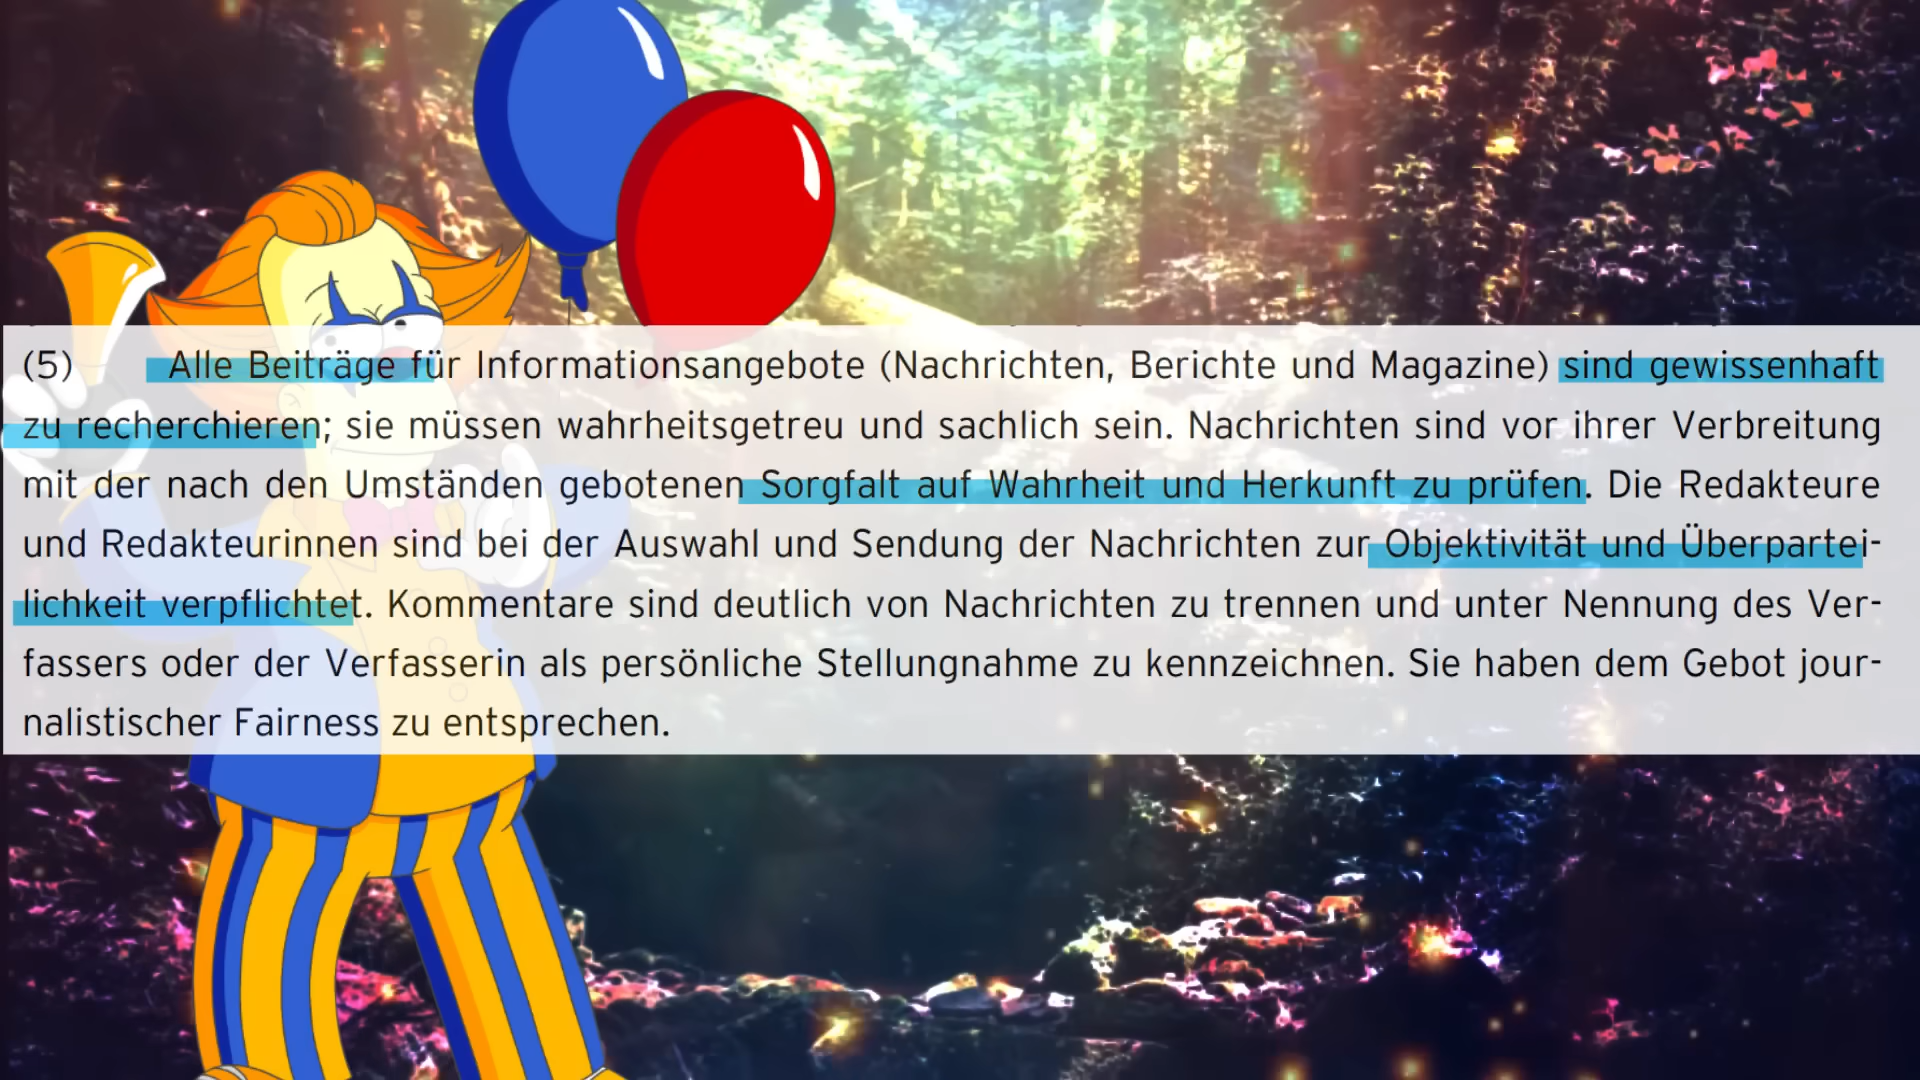 (5) Alle Beiträge für Informationsangebote (Nachrichten, Berichte und Magazine) sind gewissenhaft
zu recherchieren; sie müssen wahrheitsgetreu und sachlich sein. Nachrichten sind vor ihrer Verbreitung
mit der nach den Umständen gebotenen Sorgfalt auf Wahrheit und Herkunft zu prüfen. Die Redakteure
und Redakteurinnen sind bei der Auswahl und Sendung der Nachrichten zur Objektivität und Überpartei-
lichkeit verpflichtet. Kommentare sind deutlich von Nachrichten zu trennen und unter Nennung des Ver-
fassers oder der Verfasserin als persönliche Stellungnahme zu kennzeichnen. Sie haben dem Gebot jour-
nalistischer Fairness zu entsprechen.